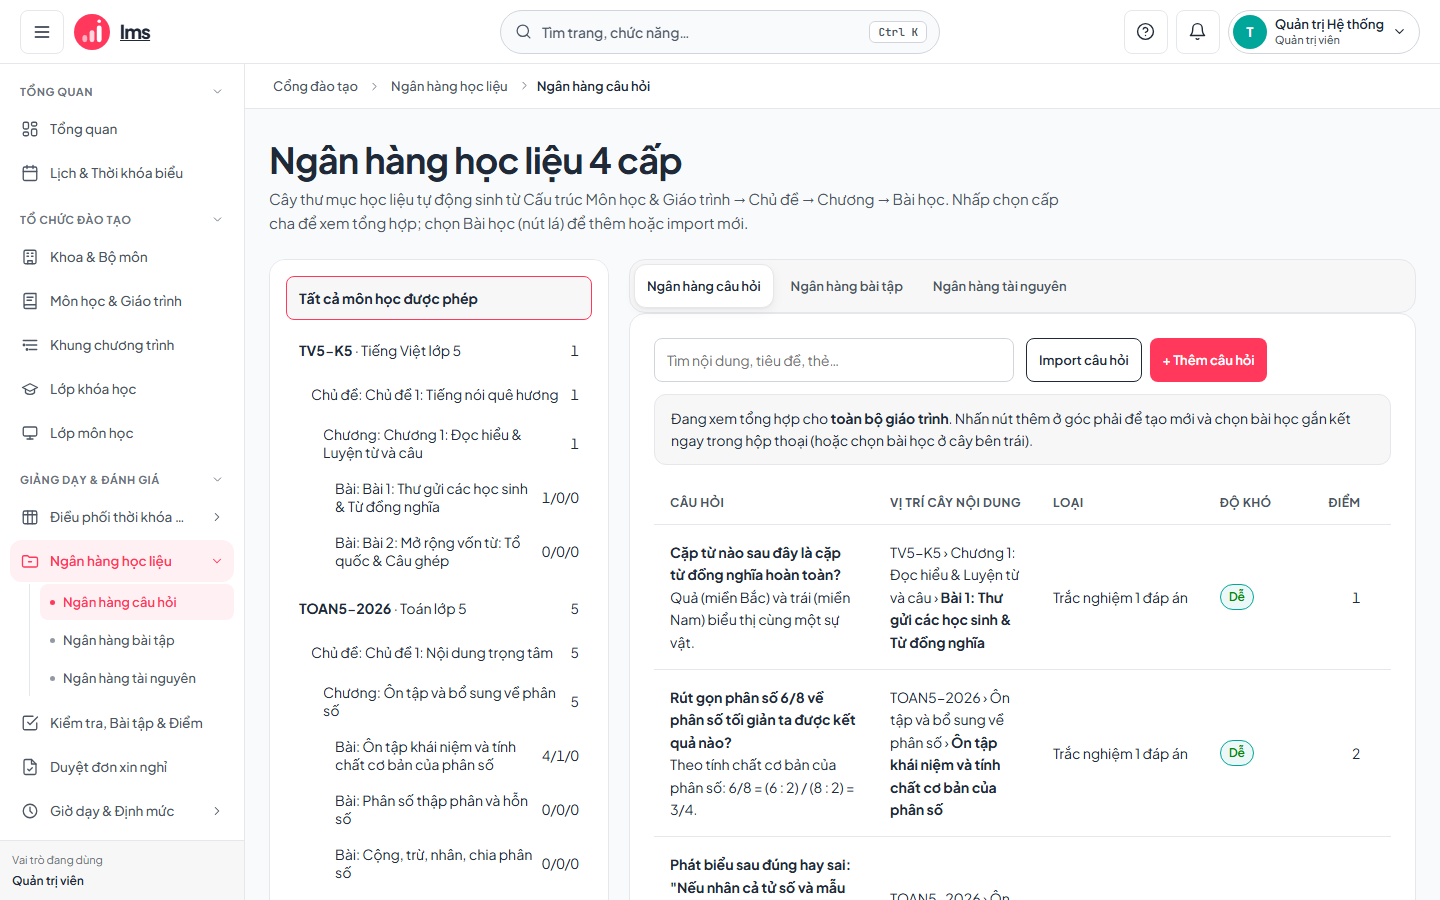 lms
Tìm trang, chức năng...
Ctrl K
T
Quản trị Hệ thống
Quản trị viên
TỔNG QUAN
Tổng quan
Lịch & Thời khóa biểu
TỔ CHỨC ĐÀO TẠO
Khoa & Bộ môn
Môn học & Giáo trình
Khung chương trình
Lớp khóa học
Lớp môn học
GIẢNG DẠY & ĐÁNH GIÁ
Điều phối thời khóa ...
Ngân hàng học liệu
Ngân hàng câu hỏi
Ngân hàng bài tập
Ngân hàng tài nguyên
Kiểm tra, Bài tập & Điểm
Duyệt đơn xin nghỉ
Giờ dạy & Định mức
Vai trò đang dùng
Quản trị viên
Cổng đào tạo > Ngân hàng học liệu > Ngân hàng câu hỏi
Ngân hàng học liệu 4 cấp
Cây thư mục học liệu tự động sinh từ Cấu trúc Môn học & Giáo trình → Chủ đề → Chương → Bài học. Nhấp chọn cấp
cha để xem tổng hợp; chọn Bài học (nút lá) để thêm hoặc import mới.
Tất cả môn học được phép
TV5-K5 · Tiếng Việt lớp 5 1
Chủ đề: Chủ đề 1: Tiếng nói quê hương 1
Chương: Chương 1: Đọc hiểu &
Luyện từ và câu 1
Bài: Bài 1: Thư gửi các học sinh
& Từ đồng nghĩa 1/0/0
Bài: Bài 2: Mở rộng vốn từ: Tổ
quốc & Câu ghép 0/0/0
TOAN5-2026 · Toán lớp 5 5
Chủ đề: Chủ đề 1: Nội dung trọng tâm 5
Chương: Ôn tập và bổ sung về phân
số 5
Bài: Ôn tập khái niệm và tính
chất cơ bản của phân số 4/1/0
Bài: Phân số thập phân và hỗn
số 0/0/0
Bài: Cộng, trừ, nhân, chia phân
số 0/0/0
Ngân hàng câu hỏi
Ngân hàng bài tập
Ngân hàng tài nguyên
Tìm nội dung, tiêu đề, thẻ...
Import câu hỏi
+ Thêm câu hỏi
Đang xem tổng hợp cho toàn bộ giáo trình. Nhấn nút thêm ở góc phải để tạo mới và chọn bài học gắn kết
ngay trong hộp thoại (hoặc chọn bài học ở cây bên trái).
CÂU HỎI
VỊ TRÍ CÂY NỘI DUNG
LOẠI
ĐỘ KHÓ
ĐIỂM
Cặp từ nào sau đây là cặp
từ đồng nghĩa hoàn toàn?
Quả (miền Bắc) và trái (miền
Nam) biểu thị cùng một sự
vật.
TV5-K5 › Chương 1:
Đọc hiểu & Luyện từ
và câu › Bài 1: Thư
gửi các học sinh &
Từ đồng nghĩa
Trắc nghiệm 1 đáp án
Dễ
1
Rút gọn phân số 6/8 về
phân số tối giản ta được kết
quả nào?
Theo tính chất cơ bản của
phân số: 6/8 = (6 : 2) / (8 : 2) =
3/4.
TOAN5-2026 › Ôn
tập và bổ sung về
phân số › Ôn tập
khái niệm và tính
chất cơ bản của
phân số
Trắc nghiệm 1 đáp án
Dễ
2
Phát biểu sau đúng hay sai:
"Nếu nhân cả tử số và mẫu
TOAN5-2026 › Ôn